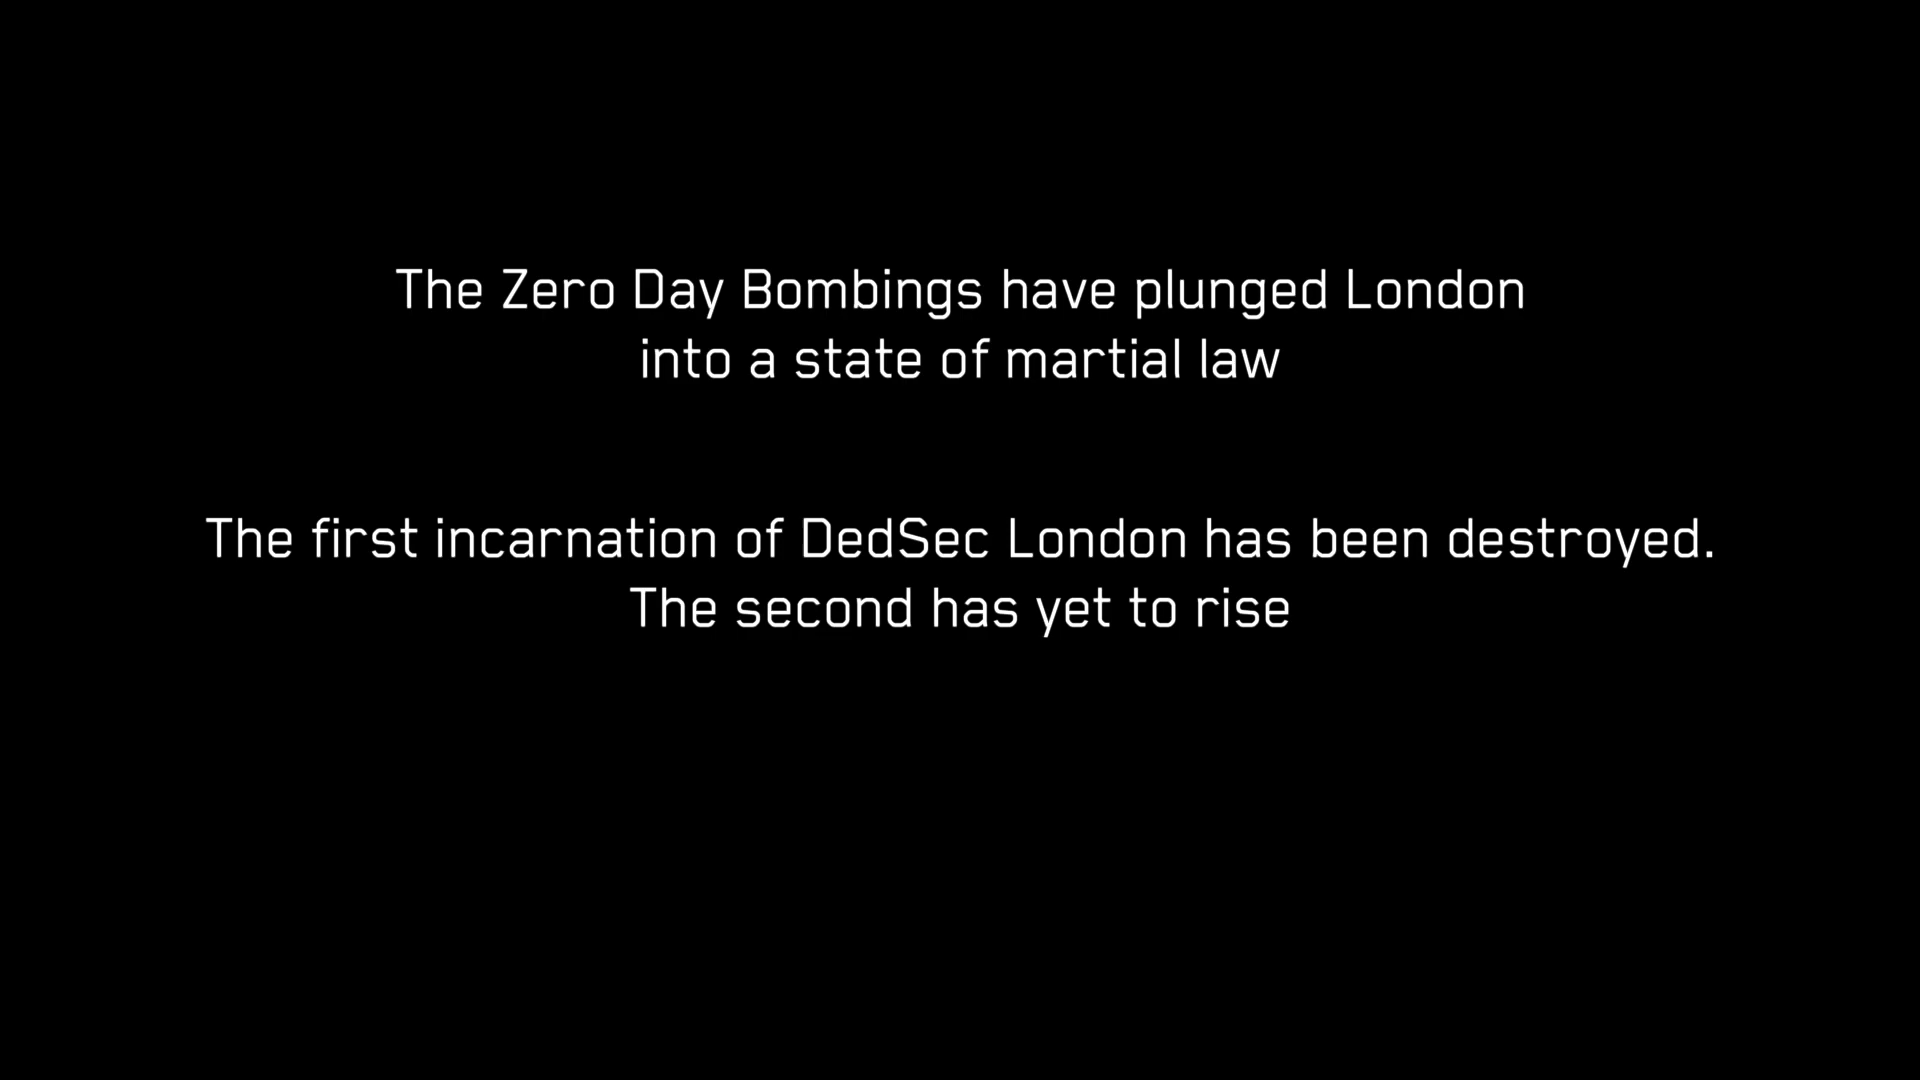 The Zero Day Bombings have plunged London
into a state of martial law
The first incarnation of DedSec London has been destroyed.
The second has yet to rise